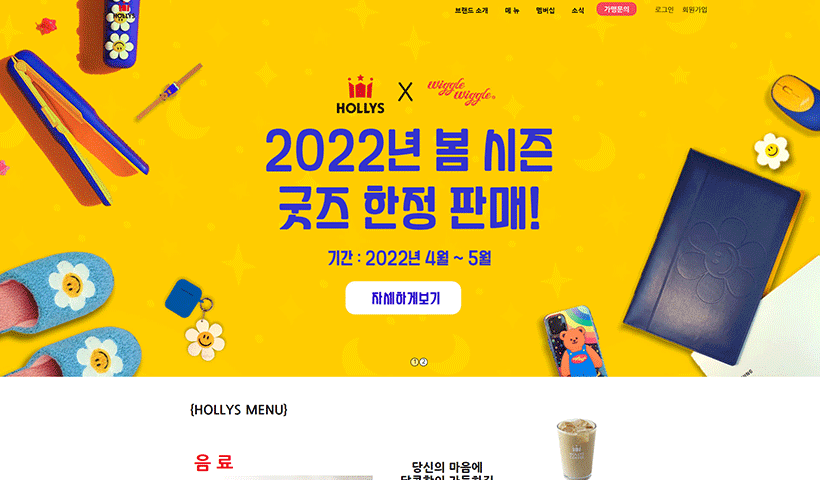 HOLLYS
브랜드 소개
메 뉴
멤버십
소식
가맹문의
로그인
회원가입
HOLLYS
X
wiggle
wiggle
2022년 봄 시즌
굿즈 한정 판매!
기간 : 2022년 4월 ~ 5월
자세하게보기
1
2
{HOLLYS MENU}
음 료
당신의 마음에